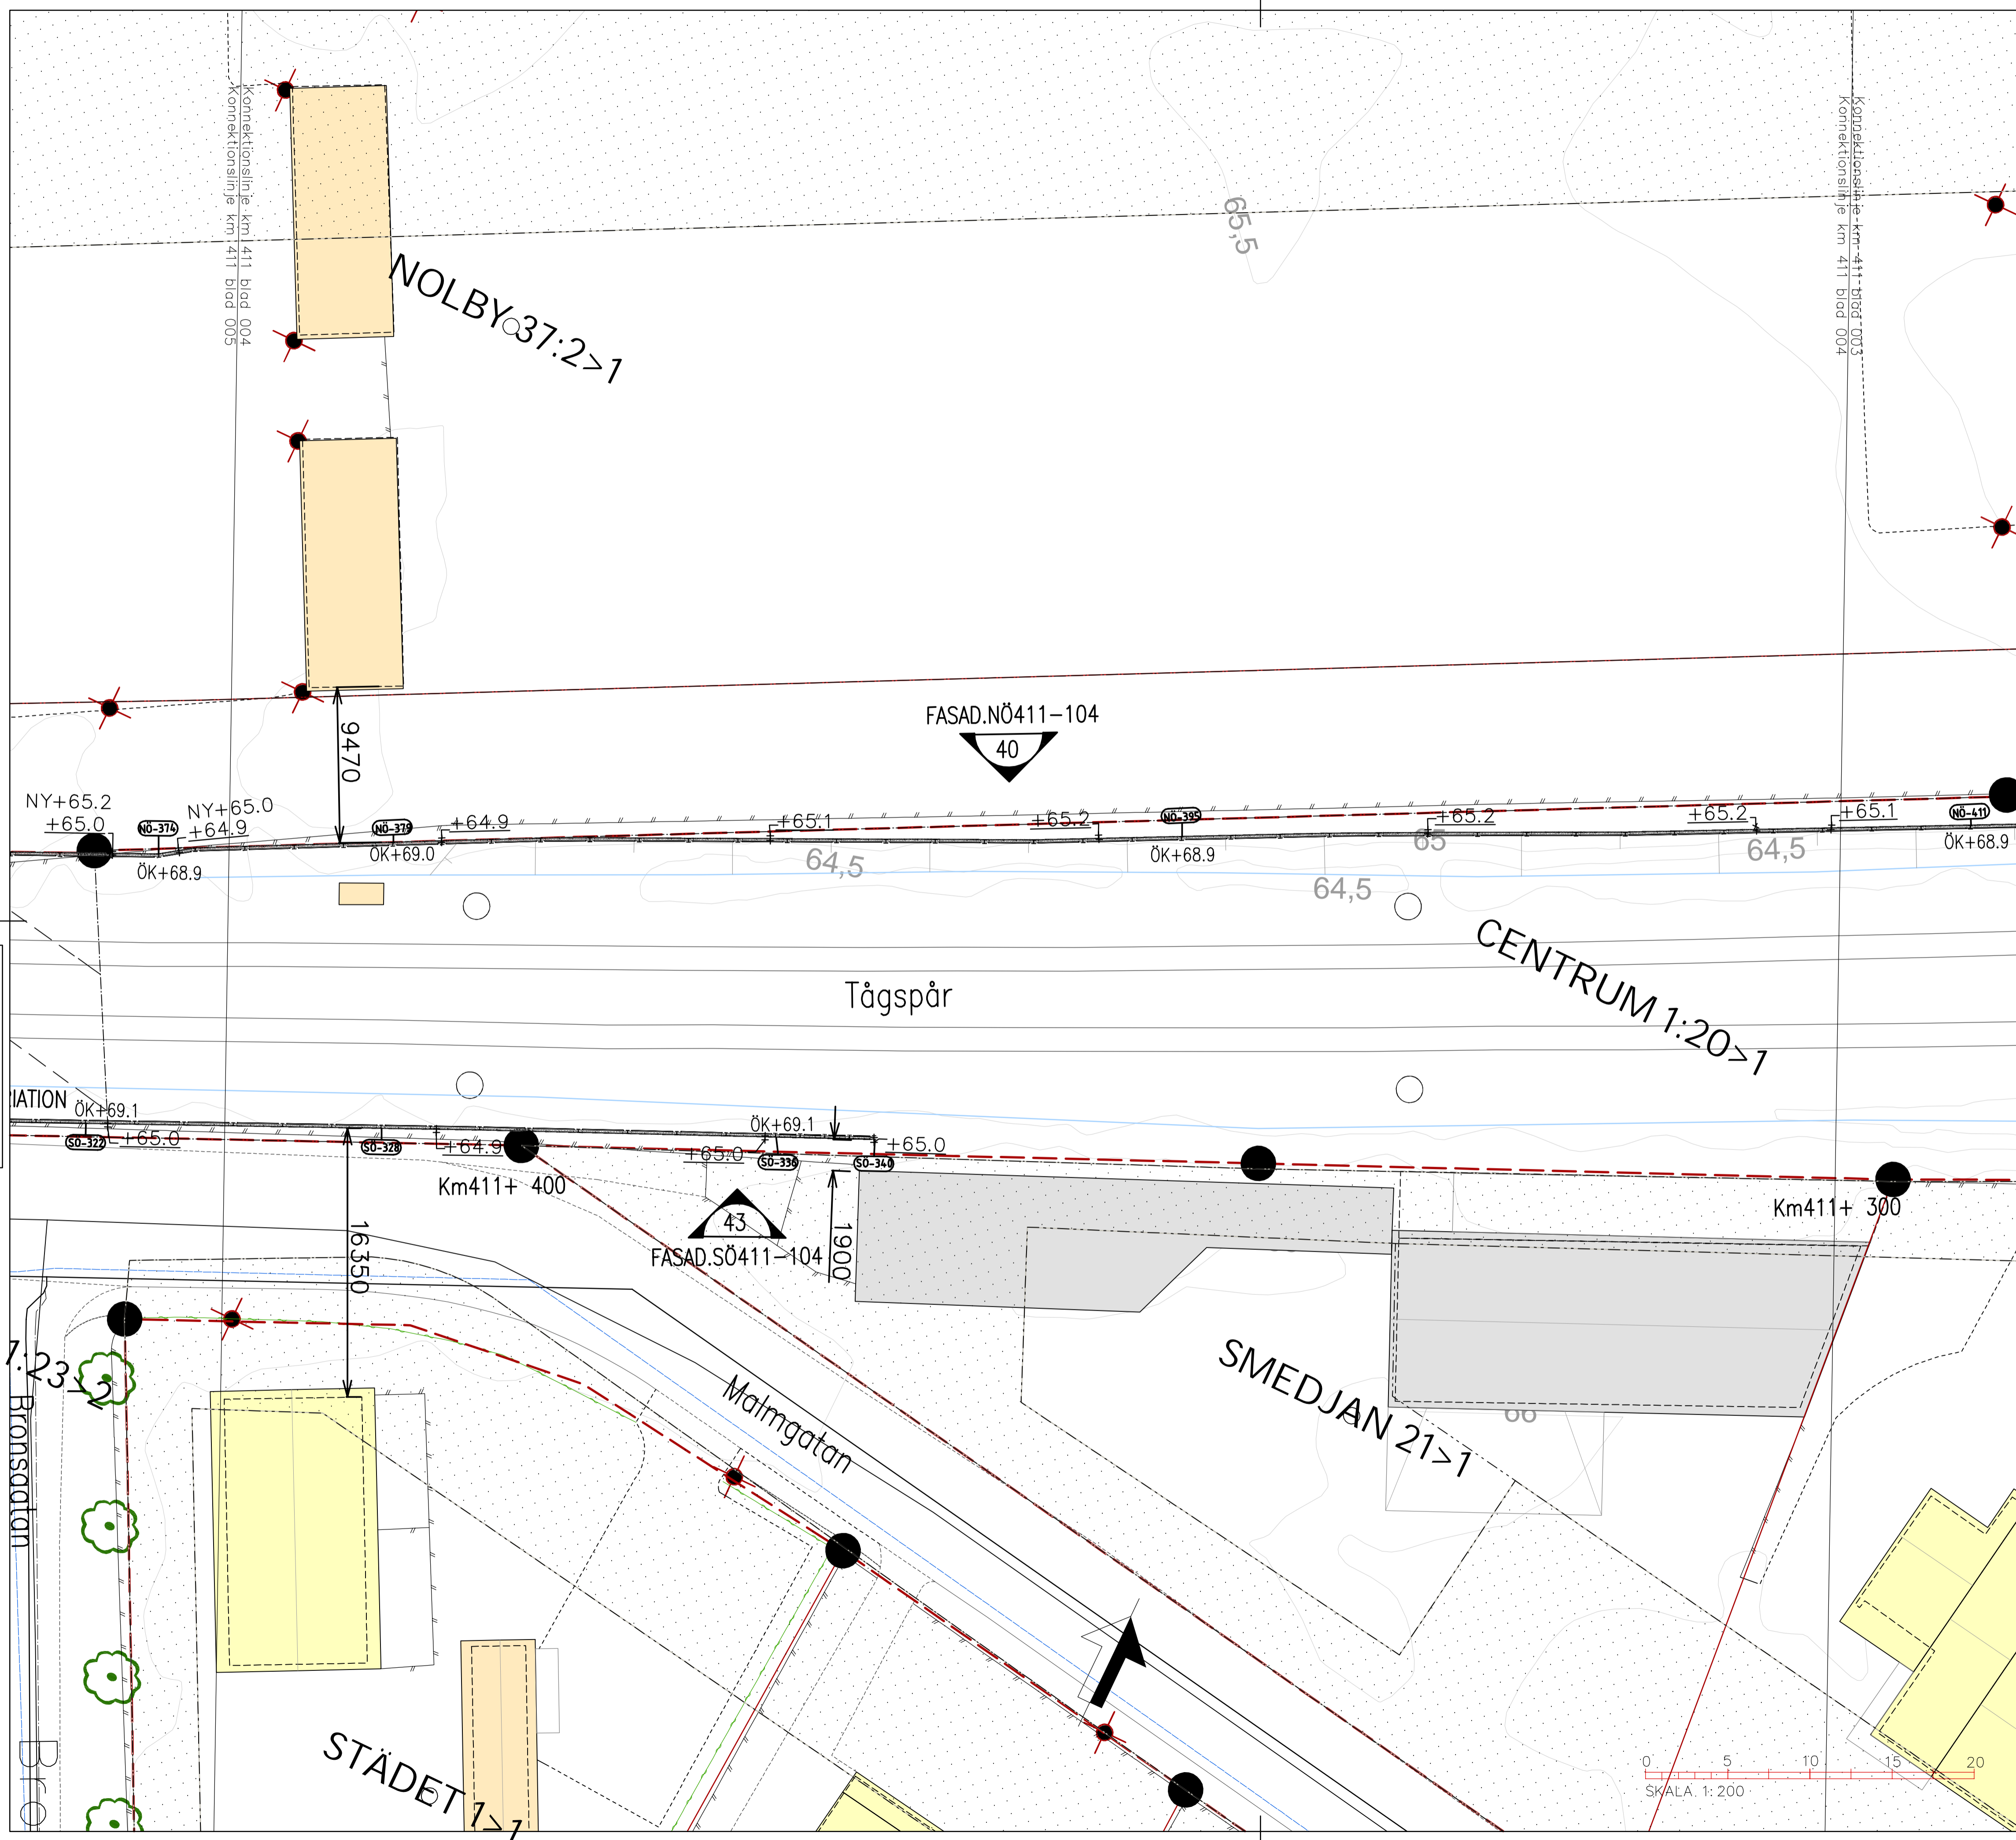 Konnektionslinje km 411 blad 004
Konnektionslinje km 411 blad 005
Konnektionslinje km 411 blad 003
Konnektionslinje km 411 blad 004
65,5
NOLBY 37:2>1
9470
FASAD.NÖ411-104
40
NY+65.2
+65.0
NÖ-374
NY+65.0
+64.9
ÖK+68.9
NÖ-379
ÖK+69.0
+64.9
+65.1
64,5
+65.2
NÖ-395
ÖK+68.9
64,5
+65.2
65
+65.2
64,5
+65.1
NÖ-411
ÖK+68.9
CENTRUM 1:20>1
Tågspår
IATION
ÖK+69.1
SÖ-322
+65.0
SÖ-328
+64.9
Km411+ 400
ÖK+69.1
+65.0
SÖ-336
SÖ-340
+65.0
43
FASAD.SÖ411-104
1900
16350
Km411+ 300
:23>2
Bronsgatan
Malmgatan
SMEDJAN 21>1
66
STÄDET 1>1
Bro
0 5 10 15 20
SKALA 1:200